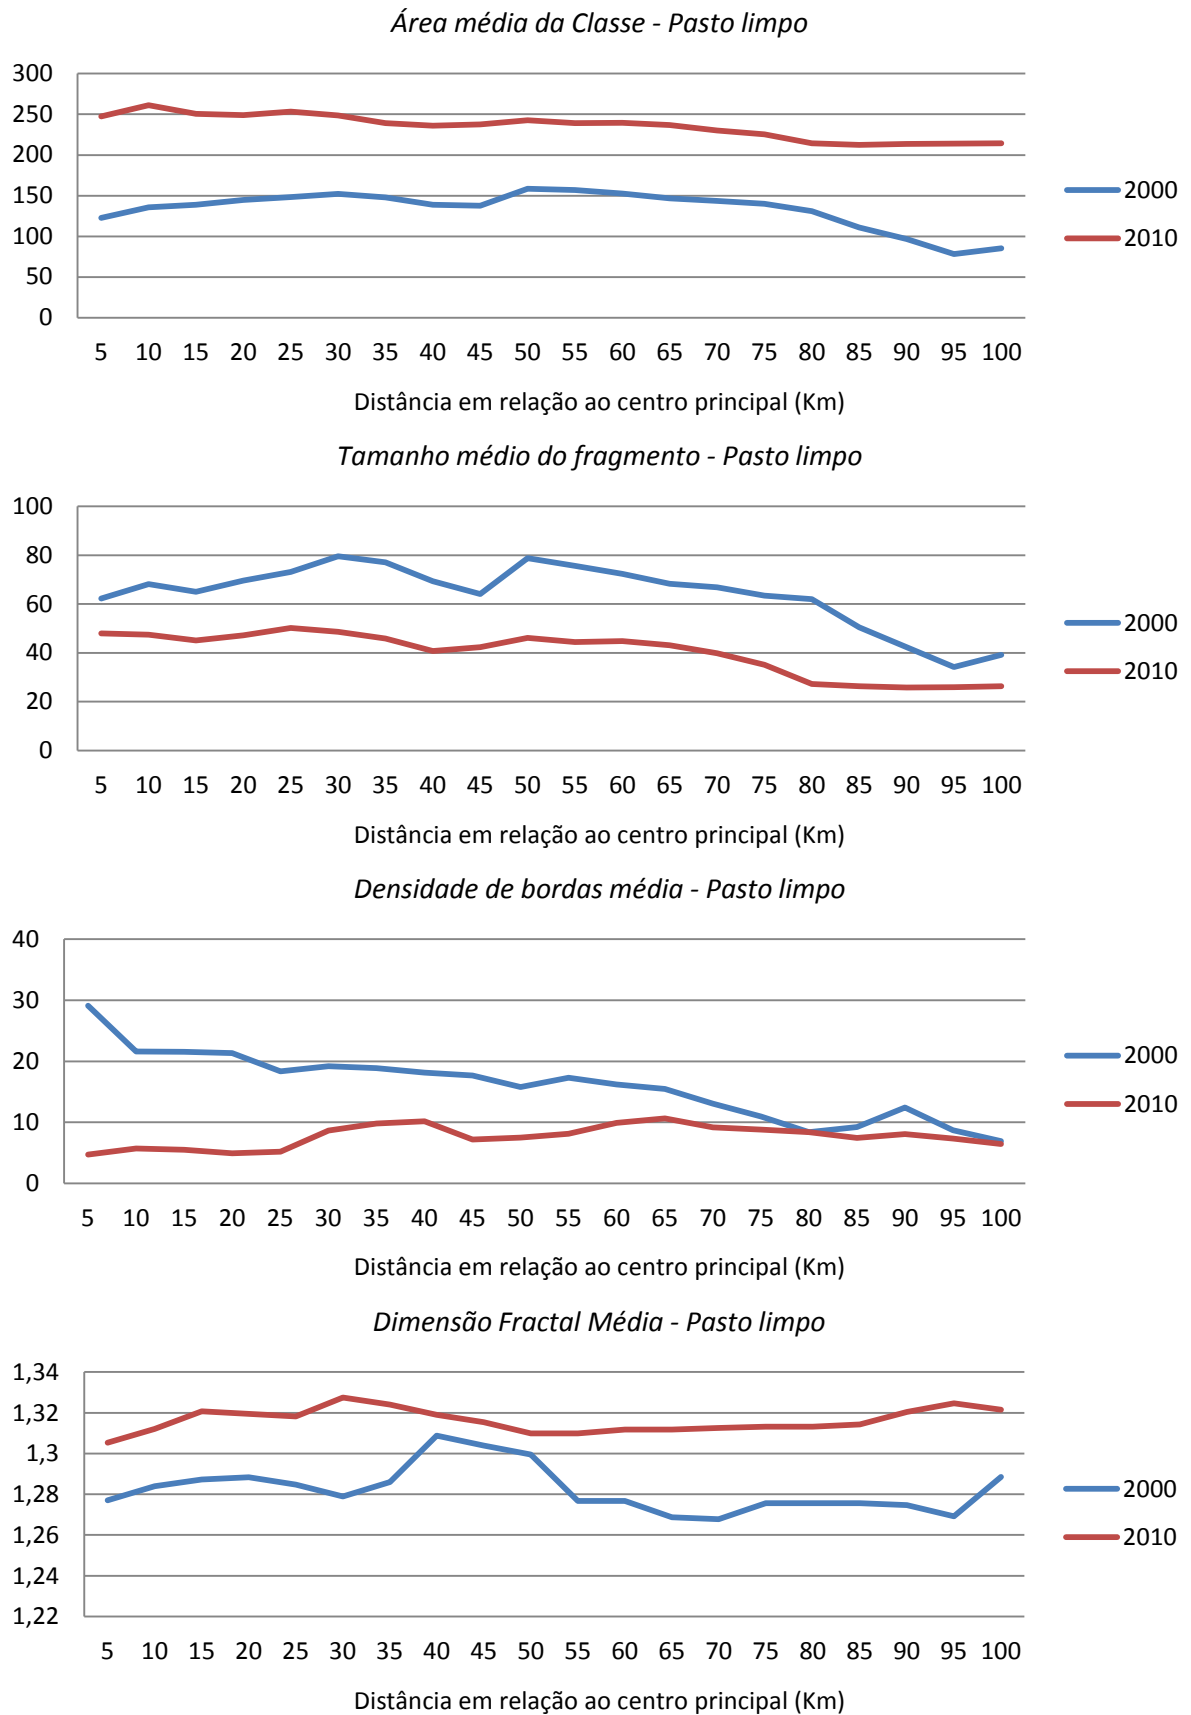 Área média da Classe - Pasto limpo
300
250
200
150
100
50
0
2000
2010
5 10 15 20 25 30 35 40 45 50 55 60 65 70 75 80 85 90 95 100
Distância em relação ao centro principal (Km)
Tamanho médio do fragmento - Pasto limpo
100
80
60
40
20
0
2000
2010
5 10 15 20 25 30 35 40 45 50 55 60 65 70 75 80 85 90 95 100
Distância em relação ao centro principal (Km)
Densidade de bordas média - Pasto limpo
40
30
20
10
0
2000
2010
5 10 15 20 25 30 35 40 45 50 55 60 65 70 75 80 85 90 95 100
Distância em relação ao centro principal (Km)
Dimensão Fractal Média - Pasto limpo
1,34
1,32
1,3
1,28
1,26
1,24
1,22
2000
2010
5 10 15 20 25 30 35 40 45 50 55 60 65 70 75 80 85 90 95 100
Distância em relação ao centro principal (Km)